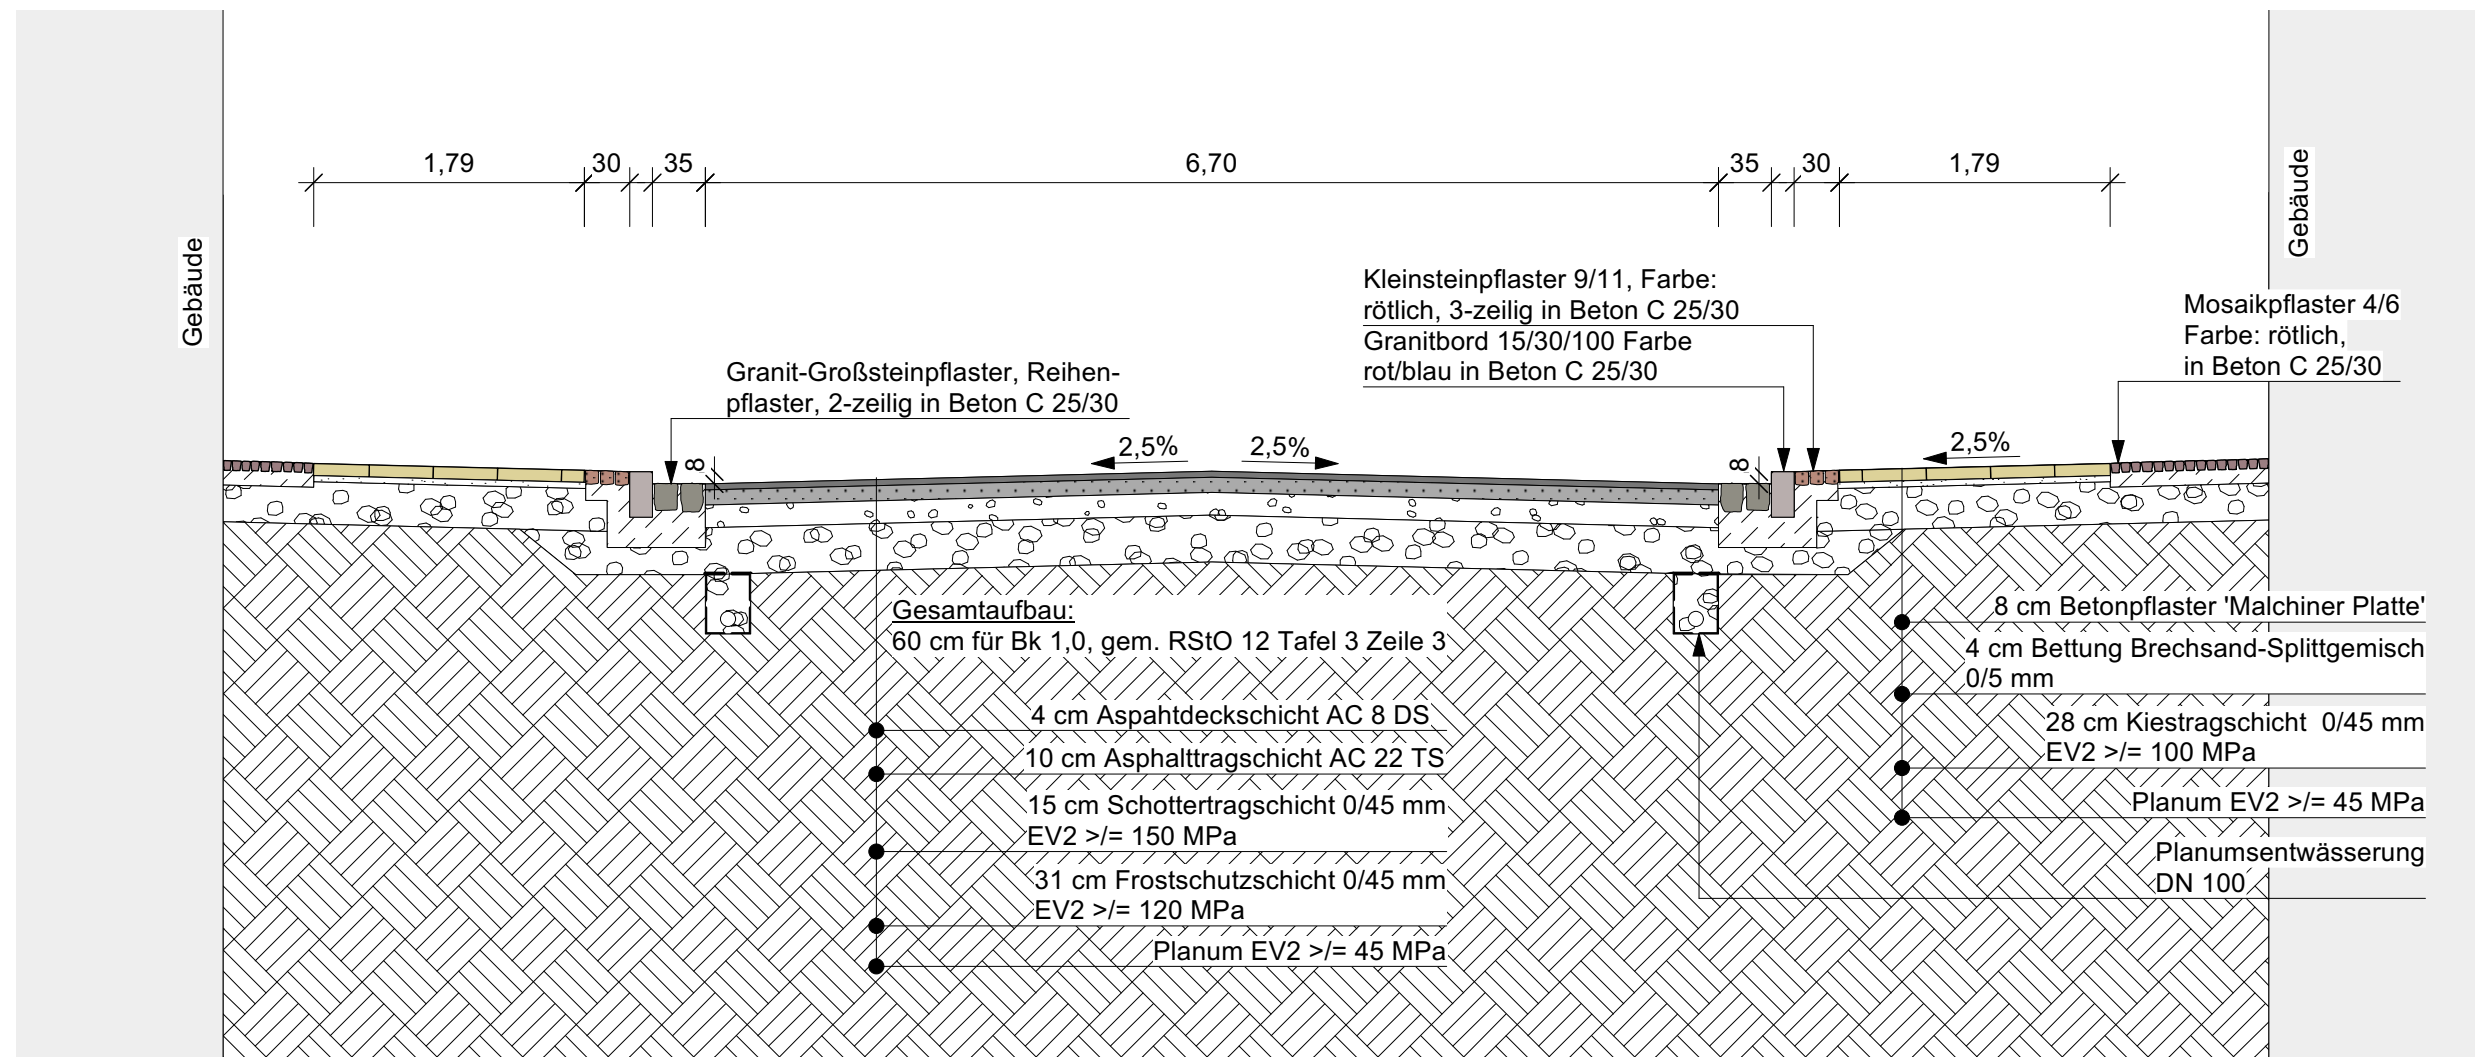 1,79 30 35 6,70 35 30 1,79
Gebäude
Gebäude
Kleinsteinpflaster 9/11, Farbe:
rötlich, 3-zeilig in Beton C 25/30
Granitbord 15/30/100 Farbe
rot/blau in Beton C 25/30
Mosaikpflaster 4/6
Farbe: rötlich,
in Beton C 25/30
Granit-Großsteinpflaster, Reihen-
pflaster, 2-zeilig in Beton C 25/30
8
2,5% 2,5%
8
2,5%
Gesamtaufbau:
60 cm für Bk 1,0, gem. RStO 12 Tafel 3 Zeile 3
4 cm Aspahtdeckschicht AC 8 DS
10 cm Asphalttragschicht AC 22 TS
15 cm Schottertragschicht 0/45 mm
EV2 >/= 150 MPa
31 cm Frostschutzschicht 0/45 mm
EV2 >/= 120 MPa
Planum EV2 >/= 45 MPa
8 cm Betonpflaster 'Malchiner Platte'
4 cm Bettung Brechsand-Splittgemisch
0/5 mm
28 cm Kiestragschicht 0/45 mm
EV2 >/= 100 MPa
Planum EV2 >/= 45 MPa
Planumsentwässerung
DN 100